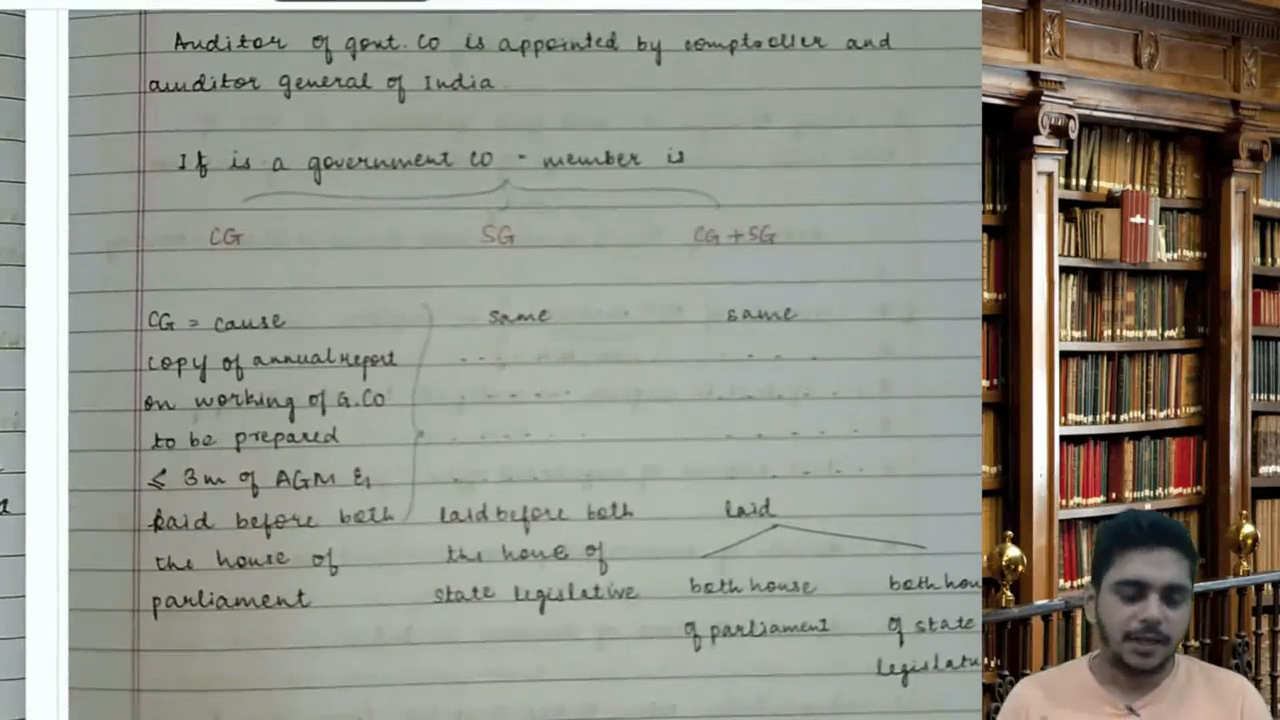 Auditor of govt. Co is appointed by comptroller and
auditor general of India
If is a government CO - member is
CG SG CG + SG
CG = cause same same
copy of annual report
on working of G.CO
to be prepared
≤ 3m of AGM &
Laid before both laid before both laid
the house of the house of
parliament state legislative both house both hou
of parliament of state
legislatu